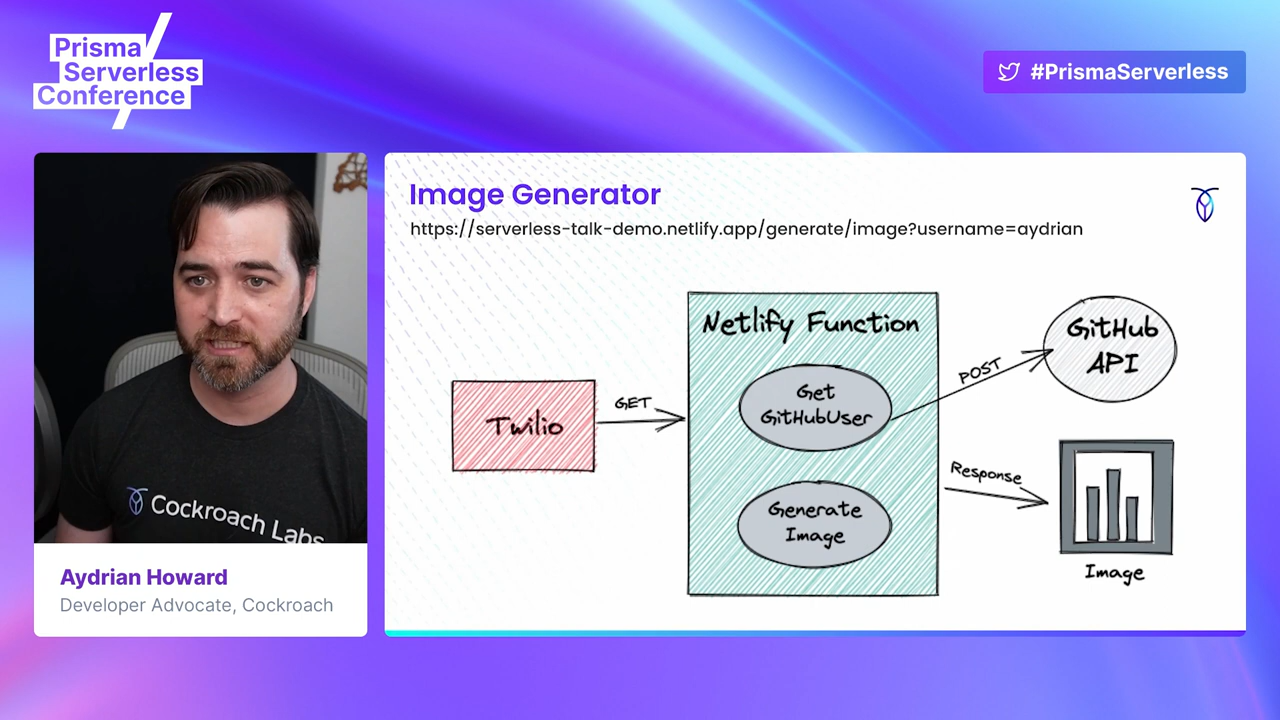 Prisma
Serverless
Conference
#PrismaServerless
Cockroach Labs
Aydrian Howard
Developer Advocate, Cockroach
Image Generator
https://serverless-talk-demo.netlify.app/generate/image?username=aydrian
Twilio
GET
Netlify Function
Get
GitHubUser
Generate
Image
POST
GitHub
API
Response
Image